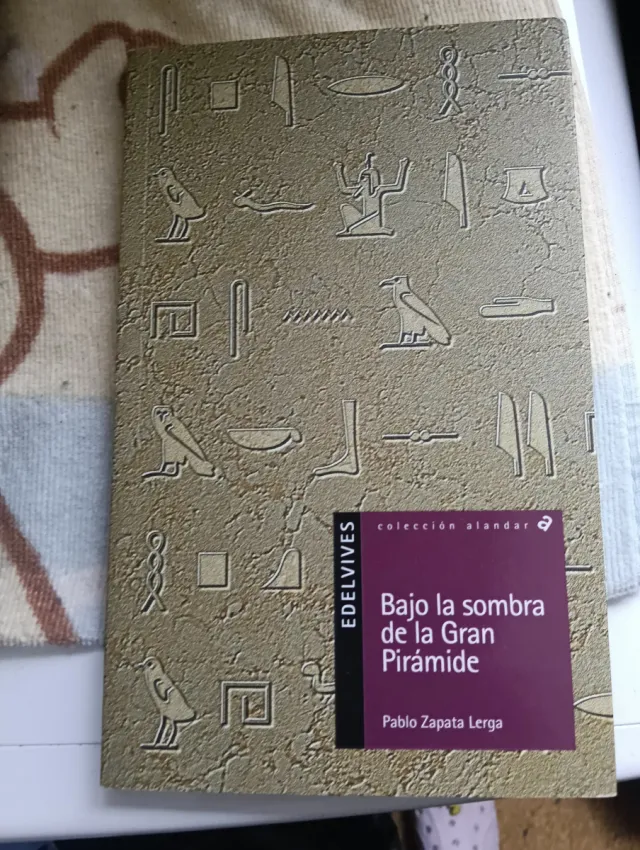 colección alandar a
EDELVIVES
Bajo la sombra
de la Gran
Pirámide
Pablo Zapata Lerga